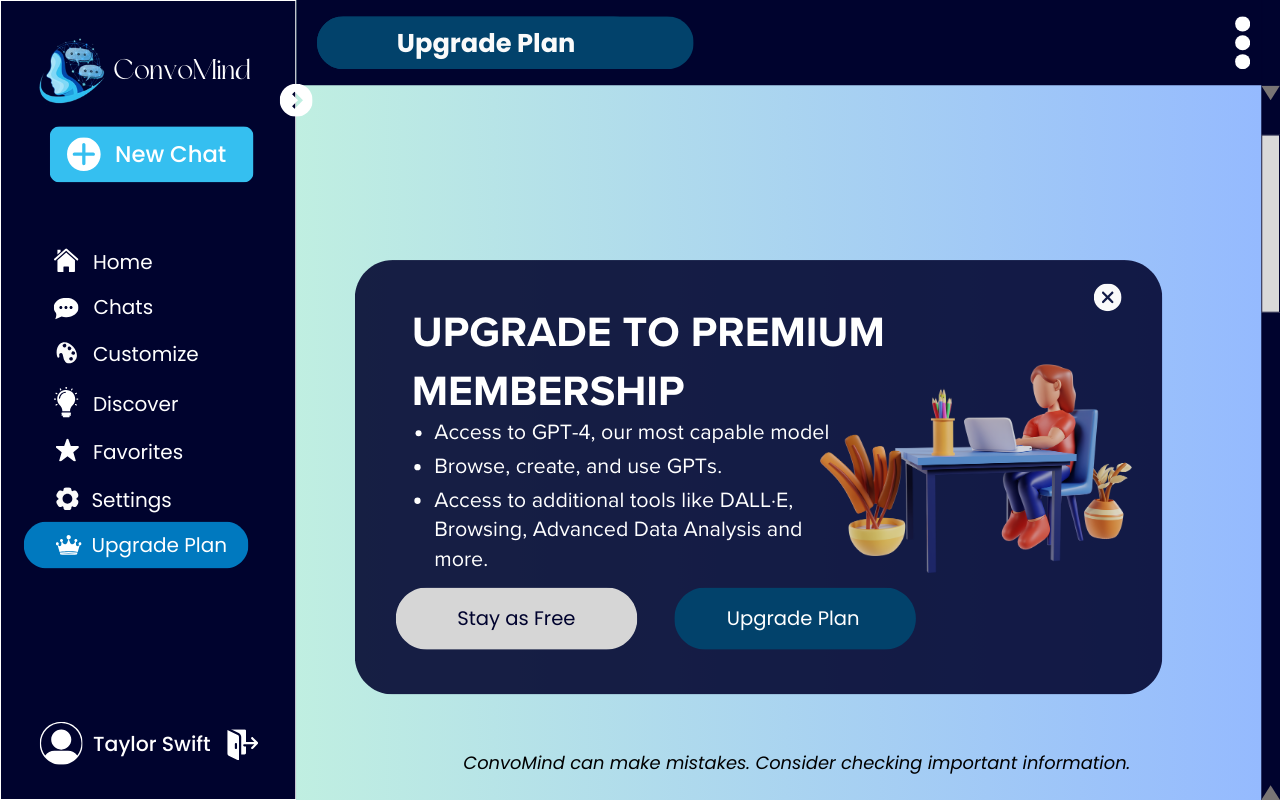 ConvoMind
New Chat
Home
Chats
Customize
Discover
Favorites
Settings
Upgrade Plan
Taylor Swift
Upgrade Plan
UPGRADE TO PREMIUM
MEMBERSHIP
• Access to GPT-4, our most capable model
• Browse, create, and use GPTs.
• Access to additional tools like DALL·E,
Browsing, Advanced Data Analysis and
more.
Stay as Free
Upgrade Plan
ConvoMind can make mistakes. Consider checking important information.